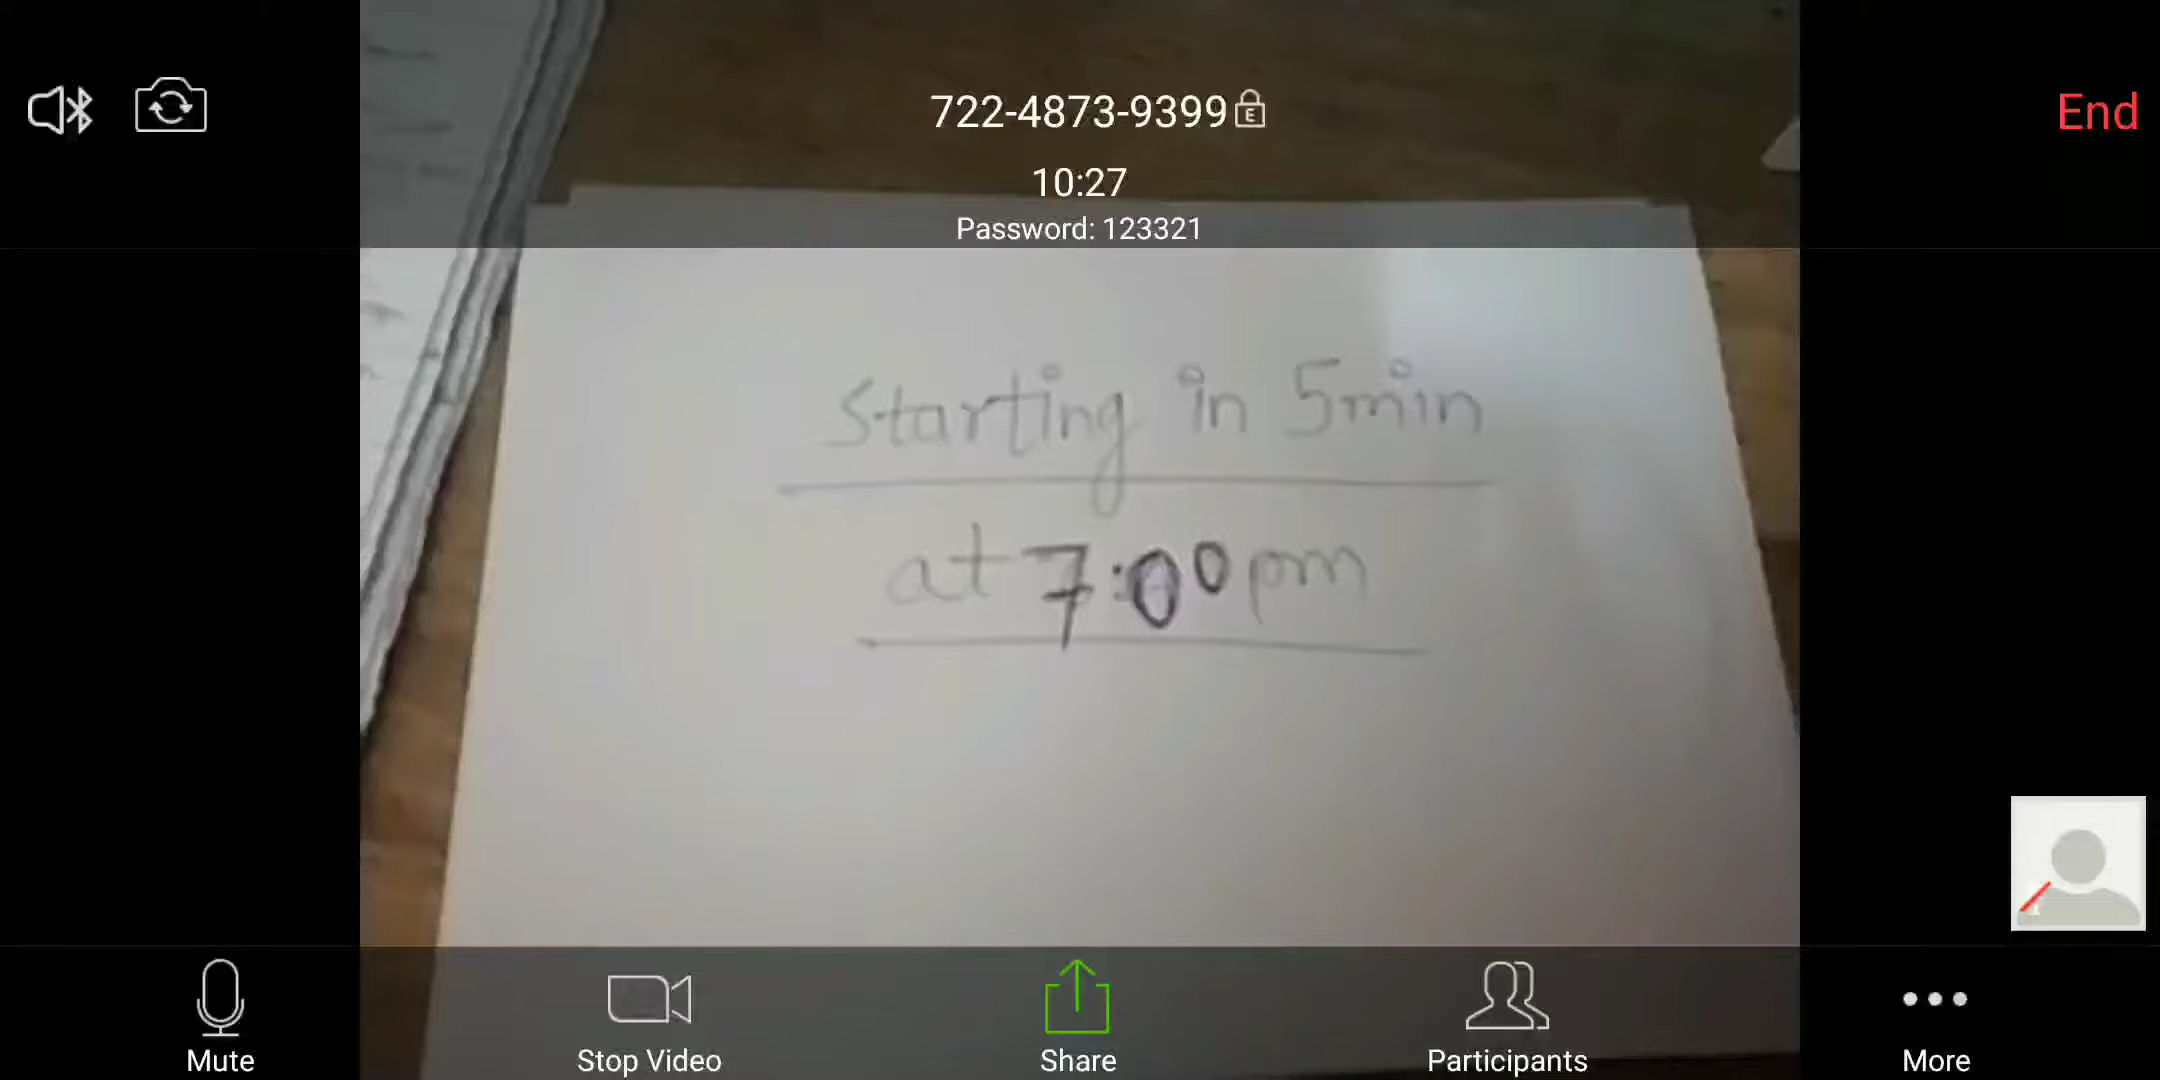 722-4873-9399
End
10:27
Password: 123321
Starting in 5min
at 7:00pm
Mute
Stop Video
Share
Participants
More